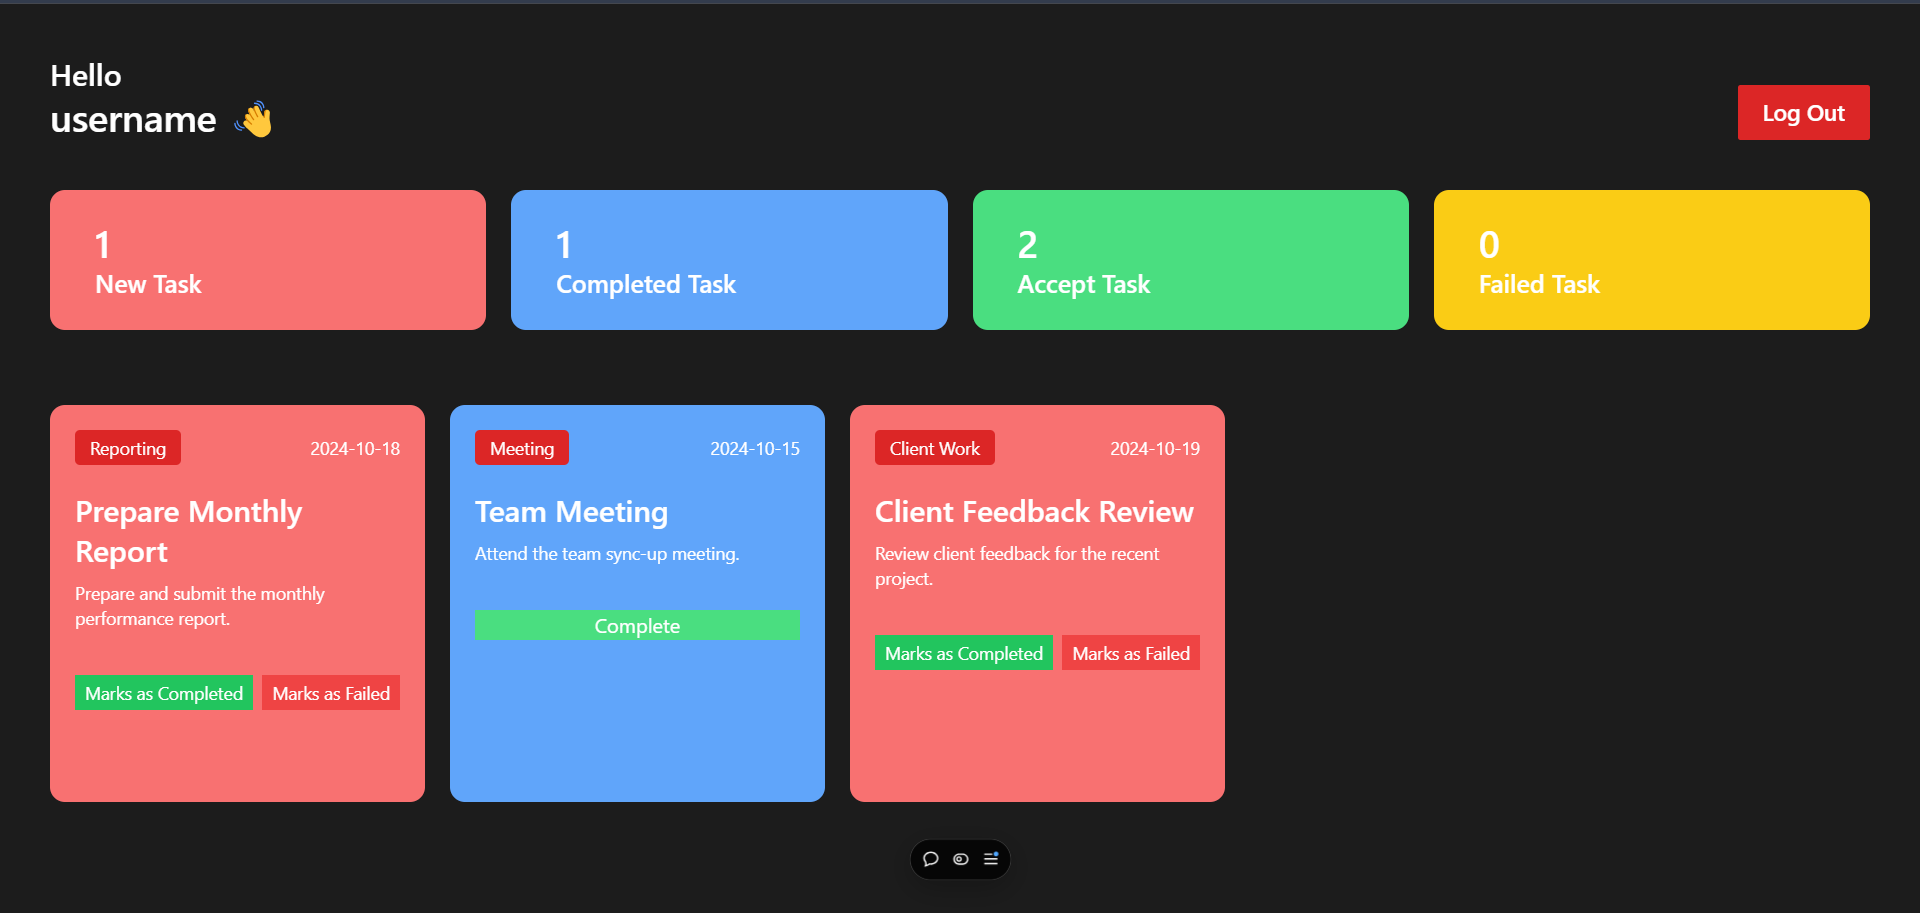 Hello
username 👋
Log Out
1
New Task
1
Completed Task
2
Accept Task
0
Failed Task
Reporting
2024-10-18
Prepare Monthly
Report
Prepare and submit the monthly
performance report.
Marks as Completed
Marks as Failed
Meeting
2024-10-15
Team Meeting
Attend the team sync-up meeting.
Complete
Client Work
2024-10-19
Client Feedback Review
Review client feedback for the recent
project.
Marks as Completed
Marks as Failed